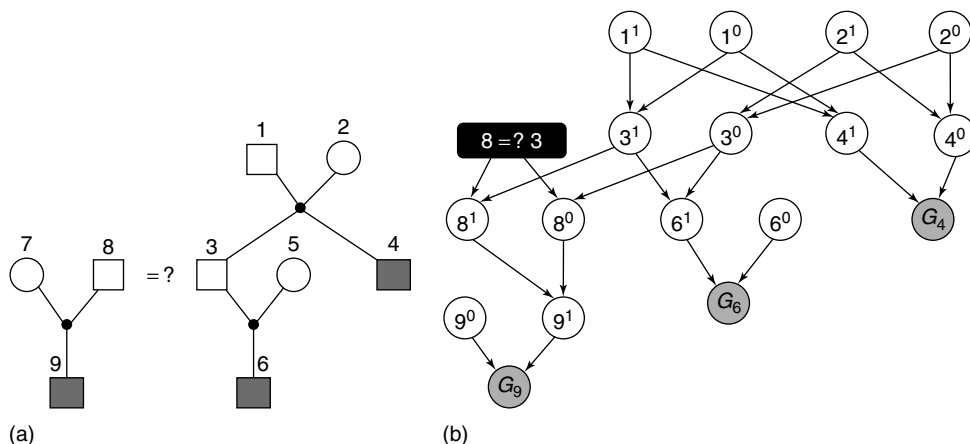 1 2
7 8 = ? 3 5 4
9 6
(a)
1¹ 1⁰ 2¹ 2⁰
8 = ? 3 3¹ 3⁰ 4¹ 4⁰
8¹ 8⁰ 6¹ 6⁰ G₄
9⁰ 9¹ G₆
G₉
(b)